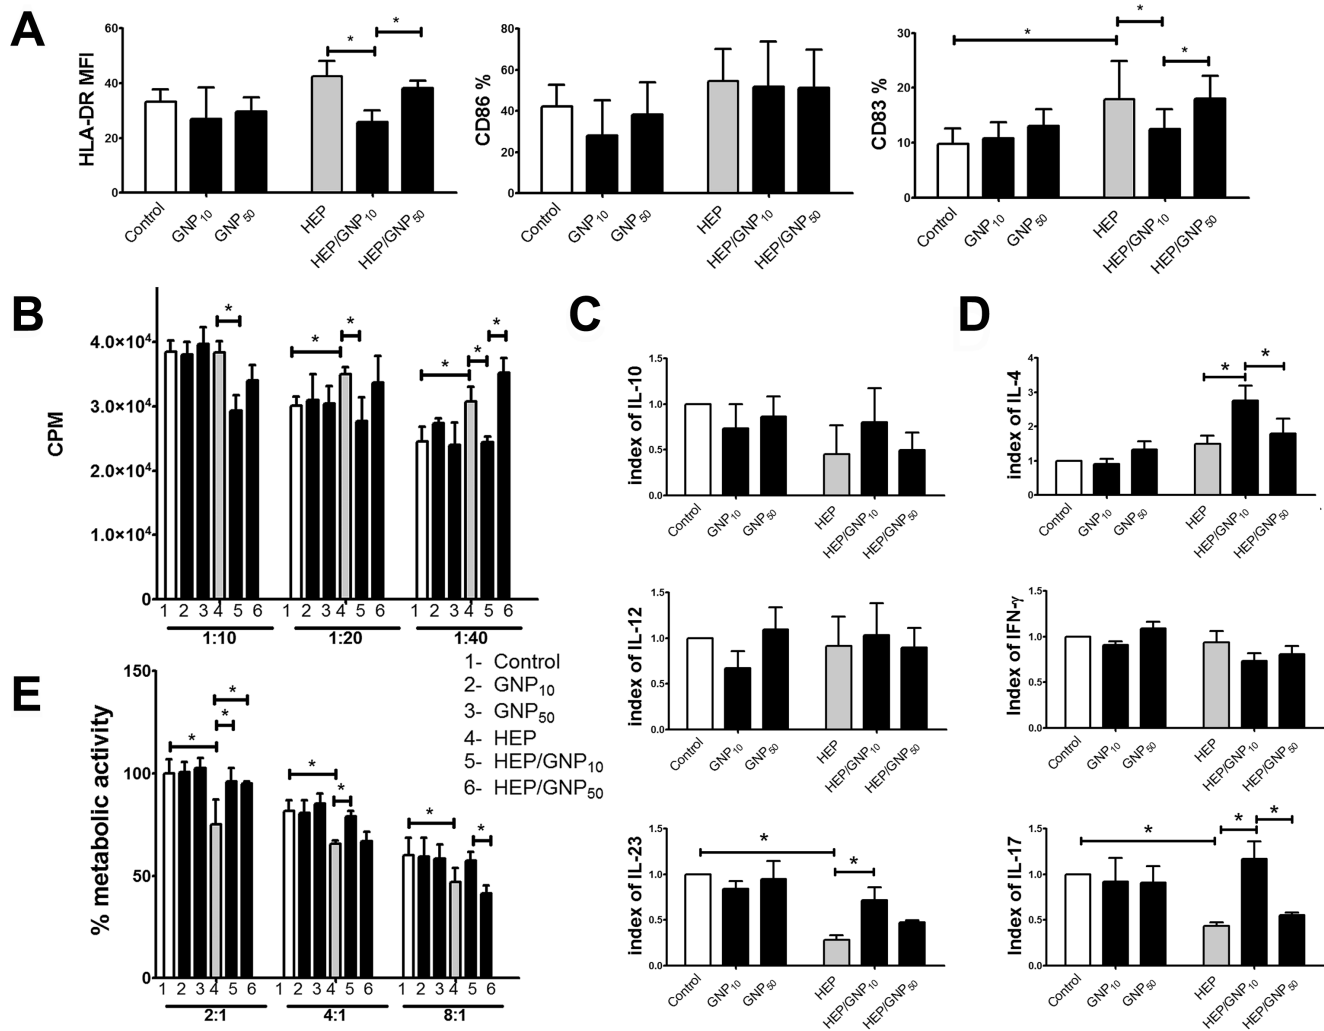 A
HLA-DR MFI
60
40
20
0
*
*
Control
GNP10
GNP50
HEP
HEP/GNP10
HEP/GNP50
CD86 %
80
60
40
20
0
Control
GNP10
GNP50
HEP
HEP/GNP10
HEP/GNP50
CD83 %
30
20
10
0
*
*
*
Control
GNP10
GNP50
HEP
HEP/GNP10
HEP/GNP50
B
CPM
4.0×10⁴
3.0×10⁴
2.0×10⁴
1.0×10⁴
0
*
*
*
*
*
*
1 2 3 4 5 6 1 2 3 4 5 6 1 2 3 4 5 6
1:10 1:20 1:40
1- Control
2- GNP10
3- GNP50
4- HEP
5- HEP/GNP10
6- HEP/GNP50
C
index of IL-10
1.5
1.0
0.5
0.0
Control
GNP10
GNP50
HEP
HEP/GNP10
HEP/GNP50
index of IL-12
1.5
1.0
0.5
0.0
Control
GNP10
GNP50
HEP
HEP/GNP10
HEP/GNP50
index of IL-23
1.5
1.0
0.5
0.0
*
*
Control
GNP10
GNP50
HEP
HEP/GNP10
HEP/GNP50
D
index of IL-4
4
3
2
1
0
*
*
Control
GNP10
GNP50
HEP
HEP/GNP10
HEP/GNP50
Index of IFN-γ
1.5
1.0
0.5
0.0
Control
GNP10
GNP50
HEP
HEP/GNP10
HEP/GNP50
Index of IL-17
1.5
1.0
0.5
0.0
*
*
*
Control
GNP10
GNP50
HEP
HEP/GNP10
HEP/GNP50
E
% metabolic activity
150
100
50
0
*
*
*
*
*
*
*
1 2 3 4 5 6 1 2 3 4 5 6 1 2 3 4 5 6
2:1 4:1 8:1